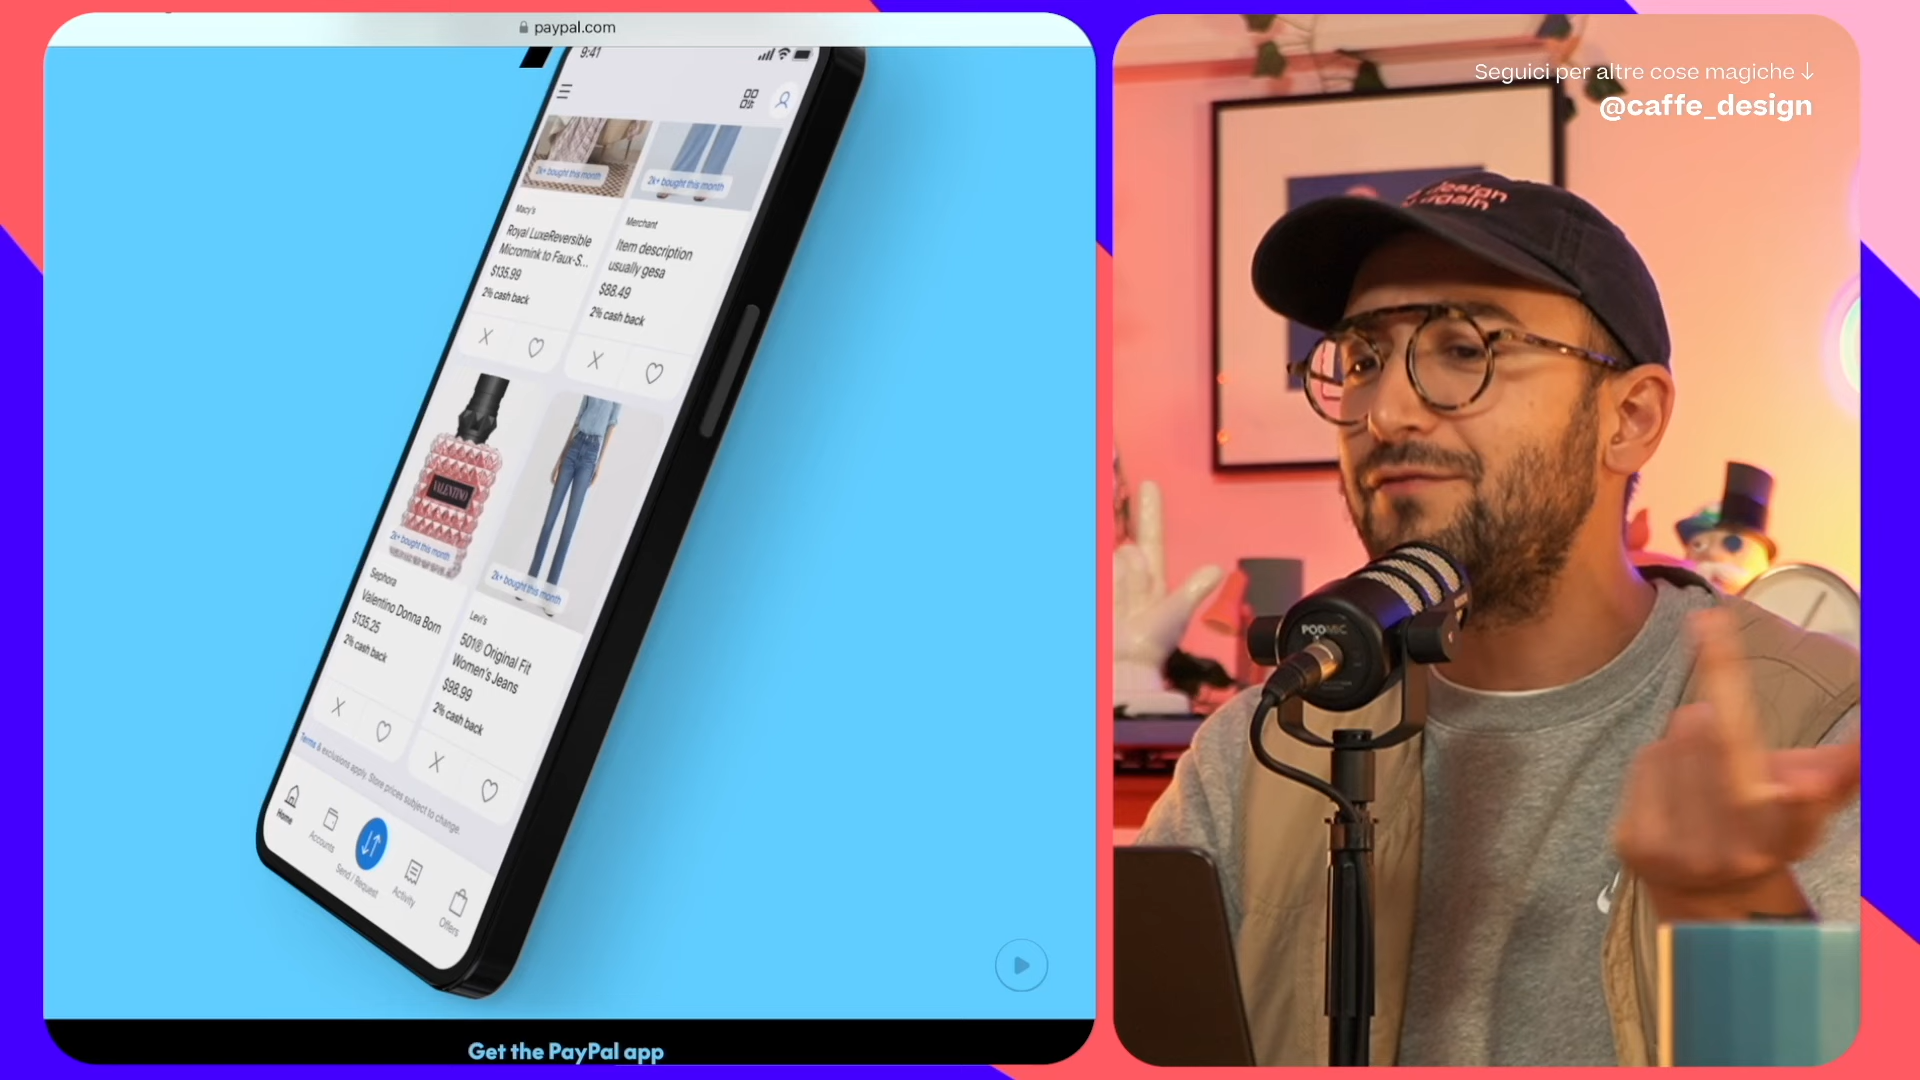 paypal.com
9:41
2k+ bought this month
Macy's
Royal LuxeReversible
Micromink to Faux-S...
$135.99
2% cash back
2k+ bought this month
Merchant
Item description
usually gesa
$88.49
2% cash back
VALENTINO
2k+ bought this month
Sephora
Valentino Donna Born
$135.25
2% cash back
2k+ bought this month
Levi's
501® Original Fit
Women's Jeans
$98.99
2% cash back
Terms & exclusions apply. Store prices subject to change.
Home
Accounts
Send / Request
Activity
Offers
Get the PayPal app
Seguici per altre cose magiche ↓
@caffe_design
design
again
PODMIC